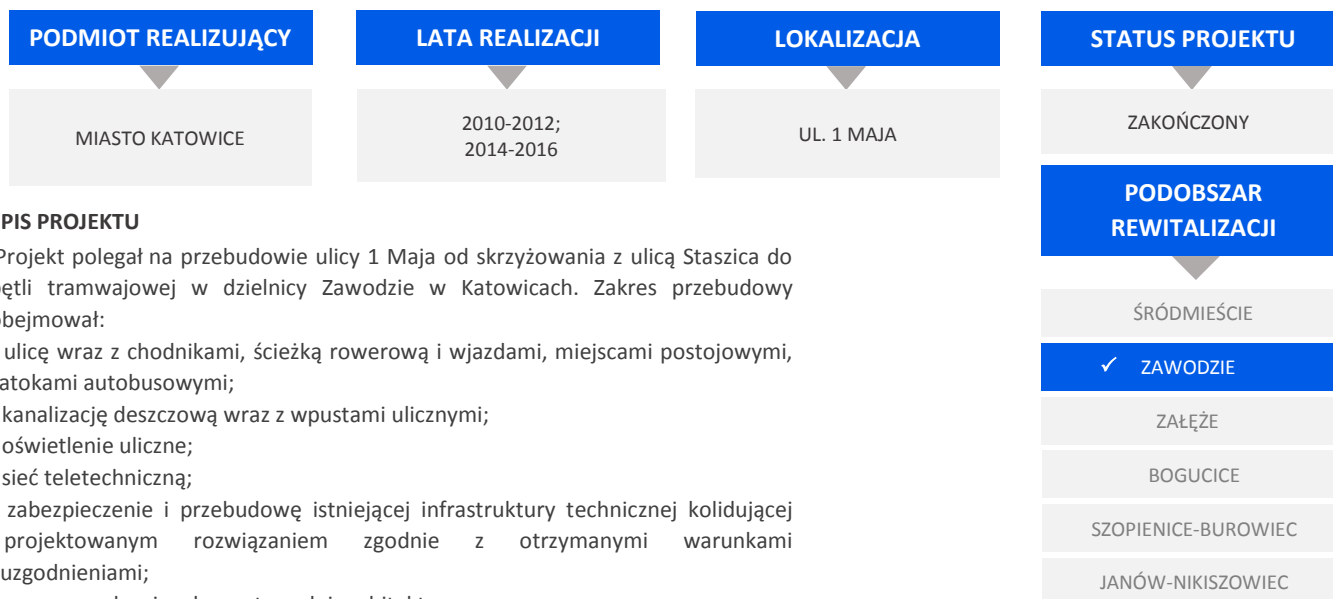 PODMIOT REALIZUJĄCY
MIASTO KATOWICE
LATA REALIZACJI
2010-2012;
2014-2016
LOKALIZACJA
UL. 1 MAJA
STATUS PROJEKTU
ZAKOŃCZONY
PODOBSZAR
REWITALIZACJI
ŚRÓDMIEŚCIE
✓ ZAWODZIE
ZAŁĘŻE
BOGUCICE
SZOPIENICE-BUROWIEC
JANÓW-NIKISZOWIEC
PIS PROJEKTU
Projekt polegał na przebudowie ulicy 1 Maja od skrzyżowania z ulicą Staszica do
ętli tramwajowej w dzielnicy Zawodzie w Katowicach. Zakres przebudowy
bejmował:
ulicę wraz z chodnikami, ścieżką rowerową i wjazdami, miejscami postojowymi,
atokami autobusowymi;
kanalizację deszczową wraz z wpustami ulicznymi;
oświetlenie uliczne;
sieć teletechniczną;
zabezpieczenie i przebudowę istniejącej infrastruktury technicznej kolidującej
projektowanym rozwiązaniem zgodnie z otrzymanymi warunkami
uzgodnieniami;